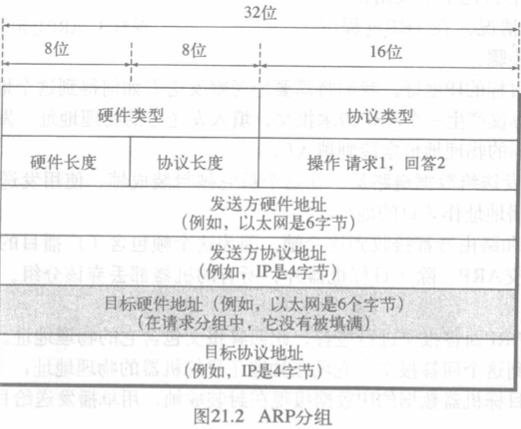 32位
8位 8位 16位
硬件类型 协议类型
硬件长度 协议长度 操作 请求1，回答2
发送方硬件地址
(例如，以太网是6字节)
发送方协议地址
(例如，IP是4字节)
目标硬件地址（例如，以太网是6个字节）
(在请求分组中，它没有被填满)
目标协议地址
(例如，IP是4字节)
图21.2 ARP分组